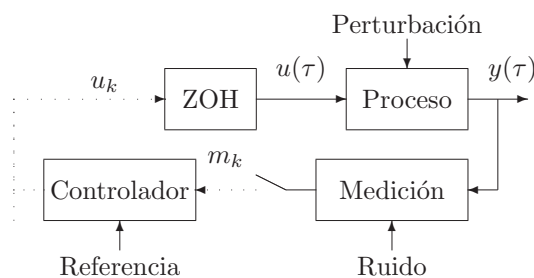 Perturbación
u_k
ZOH
u(τ)
Proceso
y(τ)
Controlador
m_k
Medición
Referencia
Ruido